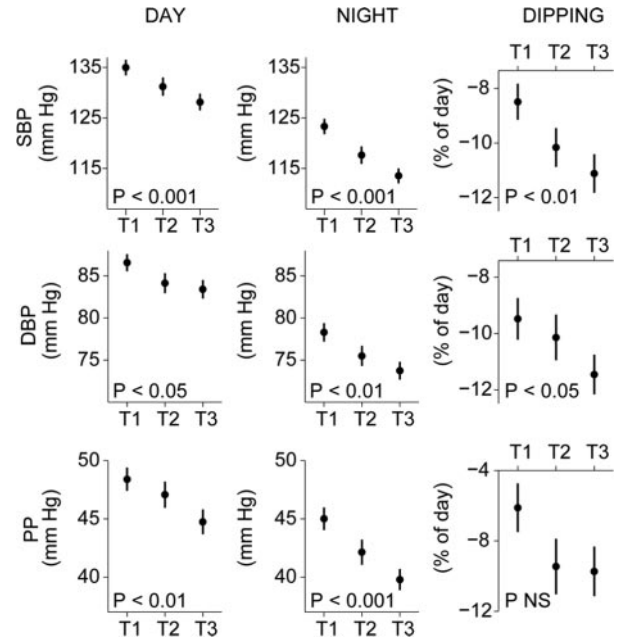 DAY NIGHT DIPPING
SBP
(mm Hg)
135
125
115
P < 0.001
T1 T2 T3
(mm Hg)
135
125
115
P < 0.001
T1 T2 T3
T1 T2 T3
(% of day)
−8
−10
−12
P < 0.01
DBP
(mm Hg)
85
80
75
P < 0.05
T1 T2 T3
(mm Hg)
85
80
75
P < 0.01
T1 T2 T3
T1 T2 T3
(% of day)
−8
−10
−12
P < 0.05
PP
(mm Hg)
50
45
40
P < 0.01
T1 T2 T3
(mm Hg)
50
45
40
P < 0.001
T1 T2 T3
T1 T2 T3
(% of day)
−4
−8
−12
P NS